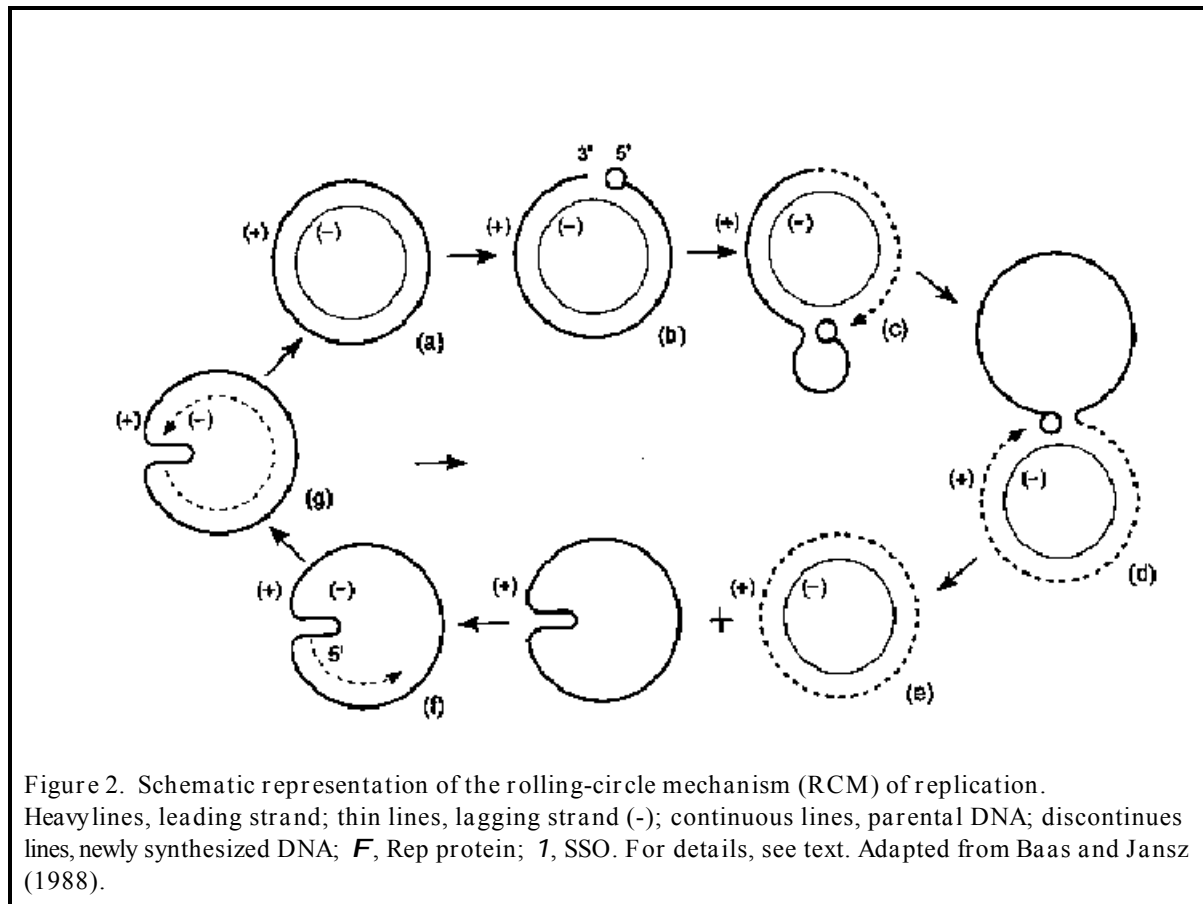 3' 5'
(+) (-) (a)
(+) (-) (b)
(+) (-) (c)
(+) (-) (d)
(+) (-) (g)
(+) (-) 5' (f)
(+)
+
(+) (-) (e)
Figure 2. Schematic representation of the rolling-circle mechanism (RCM) of replication.
Heavylines, leading strand; thin lines, lagging strand (-); continuous lines, parental DNA; discontinues
lines, newly synthesized DNA; F, Rep protein; 1, SSO. For details, see text. Adapted from Baas and Jansz
(1988).